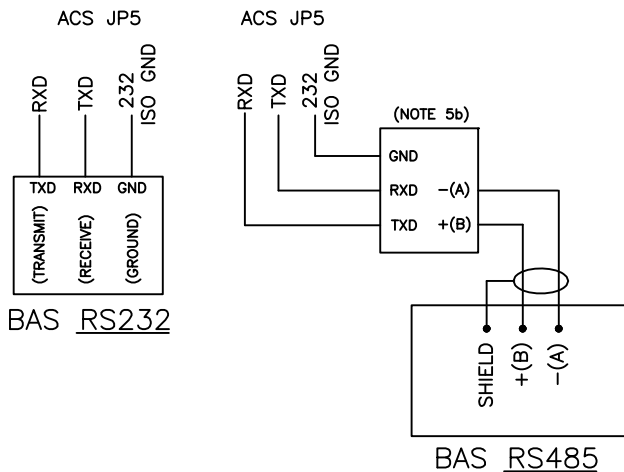 ACS JP5
RXD
TXD
232
ISO GND
TXD RXD GND
(TRANSMIT)
(RECEIVE)
(GROUND)
BAS RS232
ACS JP5
RXD
TXD
232
ISO GND
(NOTE 5b)
GND
RXD -(A)
TXD +(B)
SHIELD
+(B)
-(A)
BAS RS485